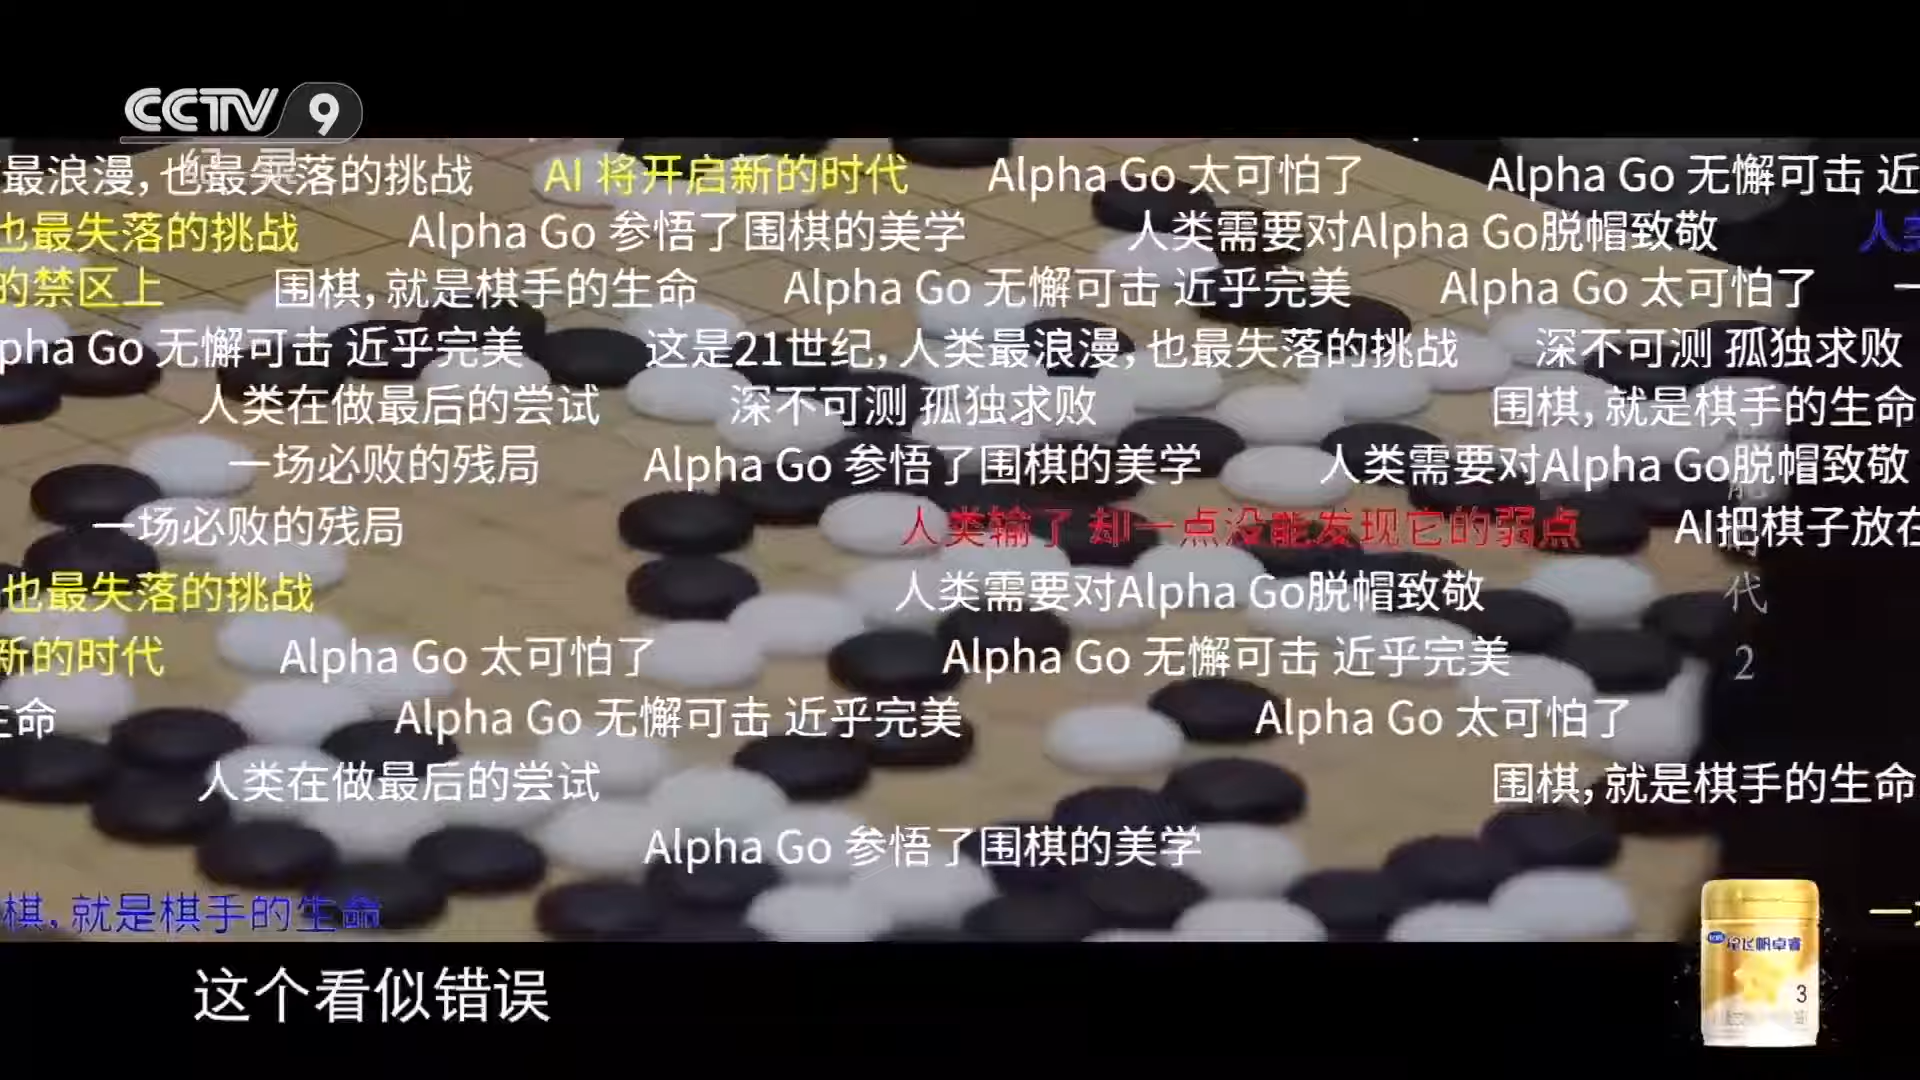 CCTV 9
纪录
最浪漫，也最失落的挑战 AI 将开启新的时代 Alpha Go 太可怕了 Alpha Go 无懈可击 近
也最失落的挑战 Alpha Go 参悟了围棋的美学 人类需要对Alpha Go脱帽致敬 人类
的禁区上 围棋，就是棋手的生命 Alpha Go 无懈可击 近乎完美 Alpha Go 太可怕了 一
pha Go 无懈可击 近乎完美 这是21世纪，人类最浪漫，也最失落的挑战 深不可测 孤独求败
人类在做最后的尝试 深不可测 孤独求败 围棋，就是棋手的生命
一场必败的残局 Alpha Go 参悟了围棋的美学 人类需要对Alpha Go脱帽致敬
一场必败的残局 人类输了 却一点没能发现它的弱点 AI把棋子放在
也最失落的挑战 人类需要对Alpha Go脱帽致敬
新的时代 Alpha Go 太可怕了 Alpha Go 无懈可击 近乎完美
生命 Alpha Go 无懈可击 近乎完美 Alpha Go 太可怕了
人类在做最后的尝试 围棋，就是棋手的生命
Alpha Go 参悟了围棋的美学
棋，就是棋手的生命
一
时代
2
星飞帆卓睿
3
这个看似错误